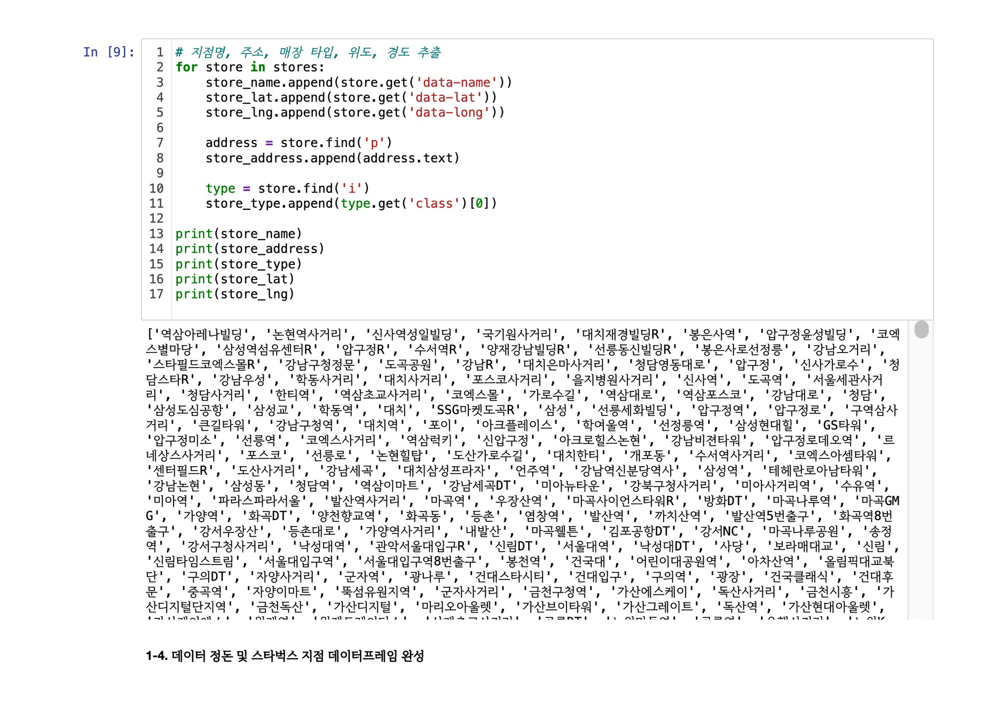 In [9]:
1 # 지점명, 주소, 매장 타입, 위도, 경도 추출
2 for store in stores:
3     store_name.append(store.get('data-name'))
4     store_lat.append(store.get('data-lat'))
5     store_lng.append(store.get('data-long'))
6
7     address = store.find('p')
8     store_address.append(address.text)
9
10     type = store.find('i')
11     store_type.append(type.get('class')[0])
12
13 print(store_name)
14 print(store_address)
15 print(store_type)
16 print(store_lat)
17 print(store_lng)
['역삼아레나빌딩', '논현역사거리', '신사역성일빌딩', '국기원사거리', '대치재경빌딩R', '봉은사역', '압구정윤성빌딩', '코엑
스별마당', '삼성역섬유센터R', '압구정R', '수서역R', '양재강남빌딩R', '선릉동신빌딩R', '봉은사로선정릉', '강남오거리',
'스타필드코엑스몰R', '강남구청정문', '도곡공원', '강남R', '대치은마사거리', '청담영동대로', '압구정', '신사가로수', '청
담스타R', '강남우성', '학동사거리', '대치사거리', '포스코사거리', '을지병원사거리', '신사역', '도곡역', '서울세관사거
리', '청담사거리', '한티역', '역삼초교사거리', '코엑스몰', '가로수길', '역삼대로', '역삼포스코', '강남대로', '청담',
'삼성도심공항', '삼성교', '학동역', '대치', 'SSG마켓도곡R', '삼성', '선릉세화빌딩', '압구정역', '압구정로', '구역삼사
거리', '큰길타워', '강남구청역', '대치역', '포이', '아크플레이스', '학여울역', '선정릉역', '삼성현대힐', 'GS타워',
'압구정미소', '선릉역', '코엑스사거리', '역삼럭키', '신압구정', '아크로힐스논현', '강남비젼타워', '압구정로데오역', '르
네상스사거리', '포스코', '선릉로', '논현힐탑', '도산가로수길', '대치한티', '개포동', '수서역사거리', '코엑스아셈타워',
'센터필드R', '도산사거리', '강남세곡', '대치삼성프라자', '언주역', '강남역신분당역사', '삼성역', '테헤란로아남타워',
'강남논현', '삼성동', '청담역', '역삼이마트', '강남세곡DT', '미아뉴타운', '강북구청사거리', '미아사거리역', '수유역',
'미아역', '파라스파라서울', '발산역사거리', '마곡역', '우장산역', '마곡사이언스타워R', '방화DT', '마곡나루역', '마곡GM
G', '가양역', '화곡DT', '양천향교역', '화곡동', '등촌', '염창역', '발산역', '까치산역', '발산역5번출구', '화곡역8번
출구', '강서우장산', '등촌대로', '가양역사거리', '내발산', '마곡웰튼', '김포공항DT', '강서NC', '마곡나루공원', '송정
역', '강서구청사거리', '낙성대역', '관악서울대입구R', '신림DT', '서울대역', '낙성대DT', '사당', '보라매대교', '신림',
'신림타임스트림', '서울대입구역', '서울대입구역8번출구', '봉천역', '건국대', '어린이대공원역', '아차산역', '올림픽대교북
단', '구의DT', '자양사거리', '군자역', '광나루', '건대스타시티', '건대입구', '구의역', '광장', '건국클래식', '건대후
문', '중곡역', '자양이마트', '뚝섬유원지역', '군자사거리', '금천구청역', '가산에스케이', '독산사거리', '금천시흥', '가
산디지털단지역', '금천독산', '가산디지털', '마리오아울렛', '가산브이타워', '가산그레이트', '독산역', '가산현대아울렛',
1-4. 데이터 정돈 및 스타벅스 지점 데이터프레임 완성